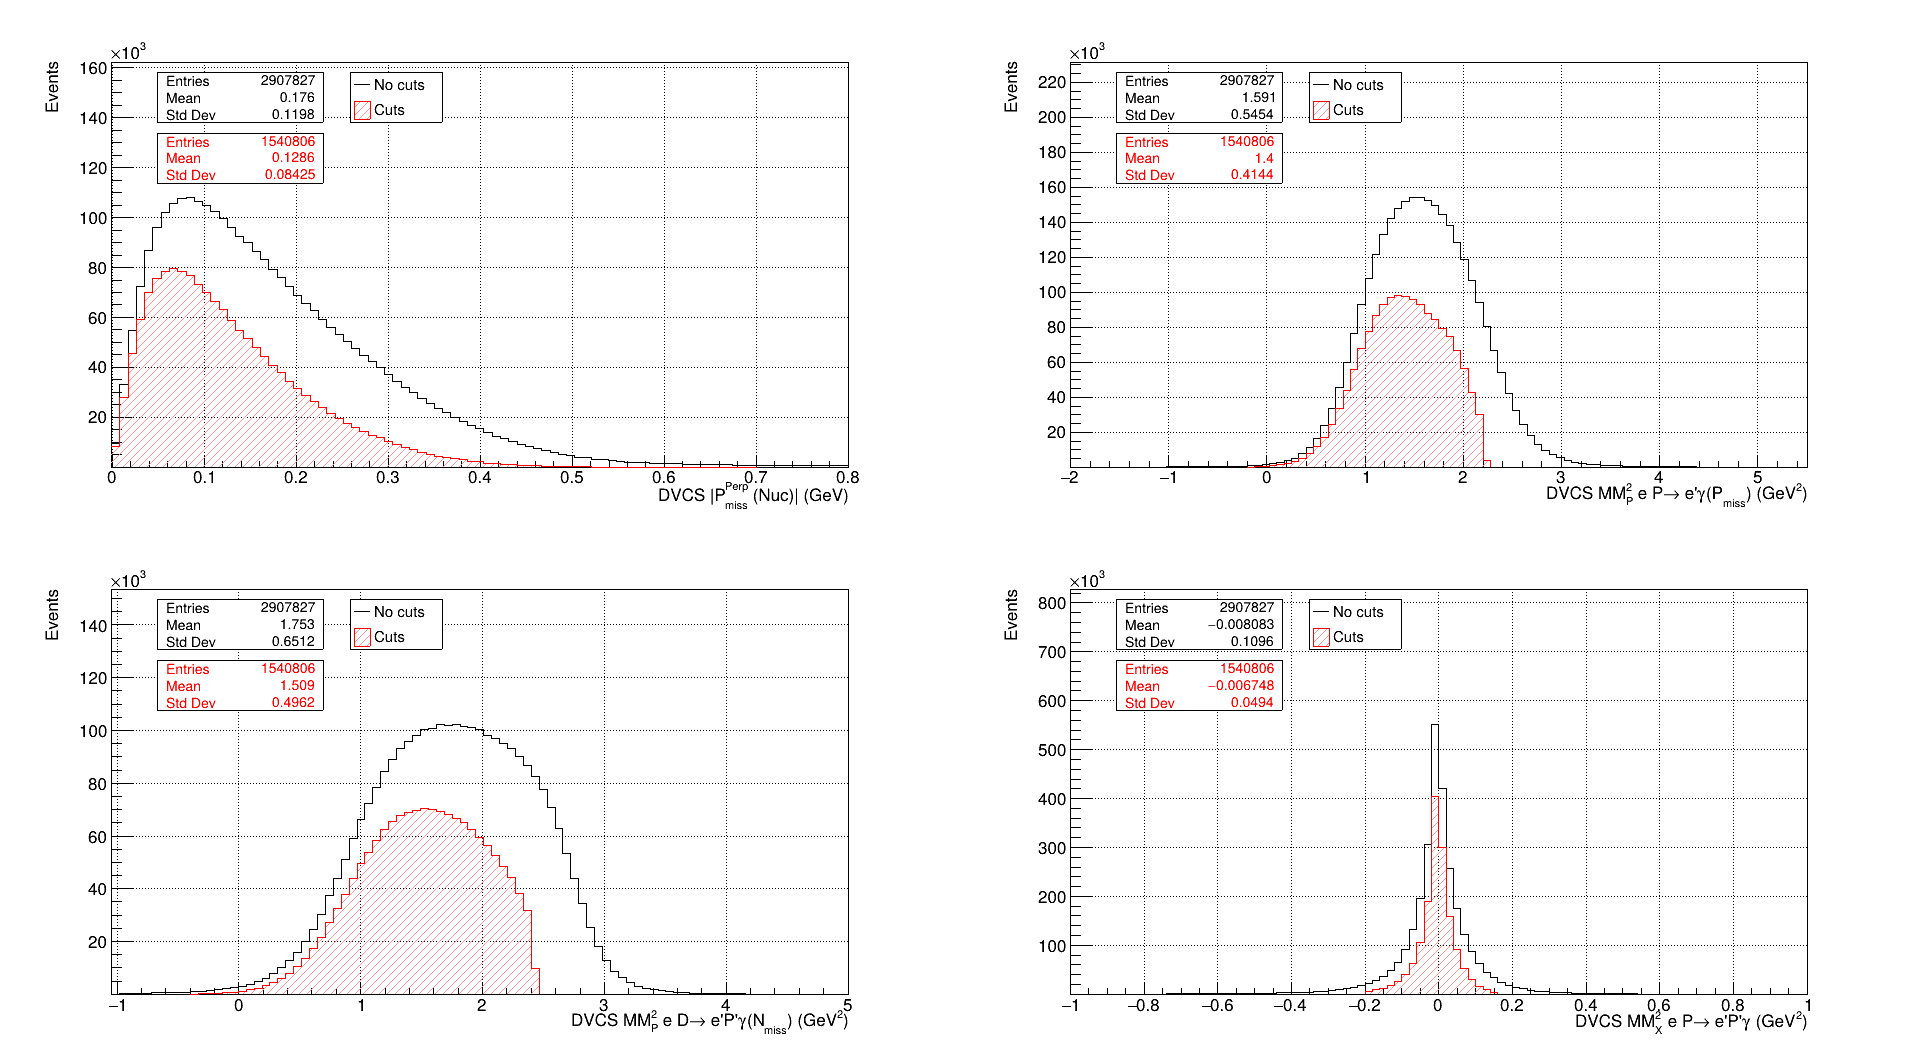 ×10³
Events
160
140
120
100
80
60
40
20
Entries 2907827
Mean 0.176
Std Dev 0.1198
Entries 1540806
Mean 0.1286
Std Dev 0.08425
No cuts
Cuts
0 0.1 0.2 0.3 0.4 0.5 0.6 0.7 0.8
DVCS |P^Perp_miss (Nuc)| (GeV)
×10³
Events
220
200
180
160
140
120
100
80
60
40
20
Entries 2907827
Mean 1.591
Std Dev 0.5454
Entries 1540806
Mean 1.4
Std Dev 0.4144
No cuts
Cuts
−2 −1 0 1 2 3 4 5
DVCS MM²_P e P→ e'γ(P_miss) (GeV²)
×10³
Events
140
120
100
80
60
40
20
Entries 2907827
Mean 1.753
Std Dev 0.6512
Entries 1540806
Mean 1.509
Std Dev 0.4962
No cuts
Cuts
−1 0 1 2 3 4 5
DVCS MM²_P e D→ e'P'γ(N_miss) (GeV²)
×10³
Events
800
700
600
500
400
300
200
100
Entries 2907827
Mean −0.008083
Std Dev 0.1096
Entries 1540806
Mean −0.006748
Std Dev 0.0494
No cuts
Cuts
−1 −0.8 −0.6 −0.4 −0.2 0 0.2 0.4 0.6 0.8 1
DVCS MM²_X e P→ e'P'γ (GeV²)